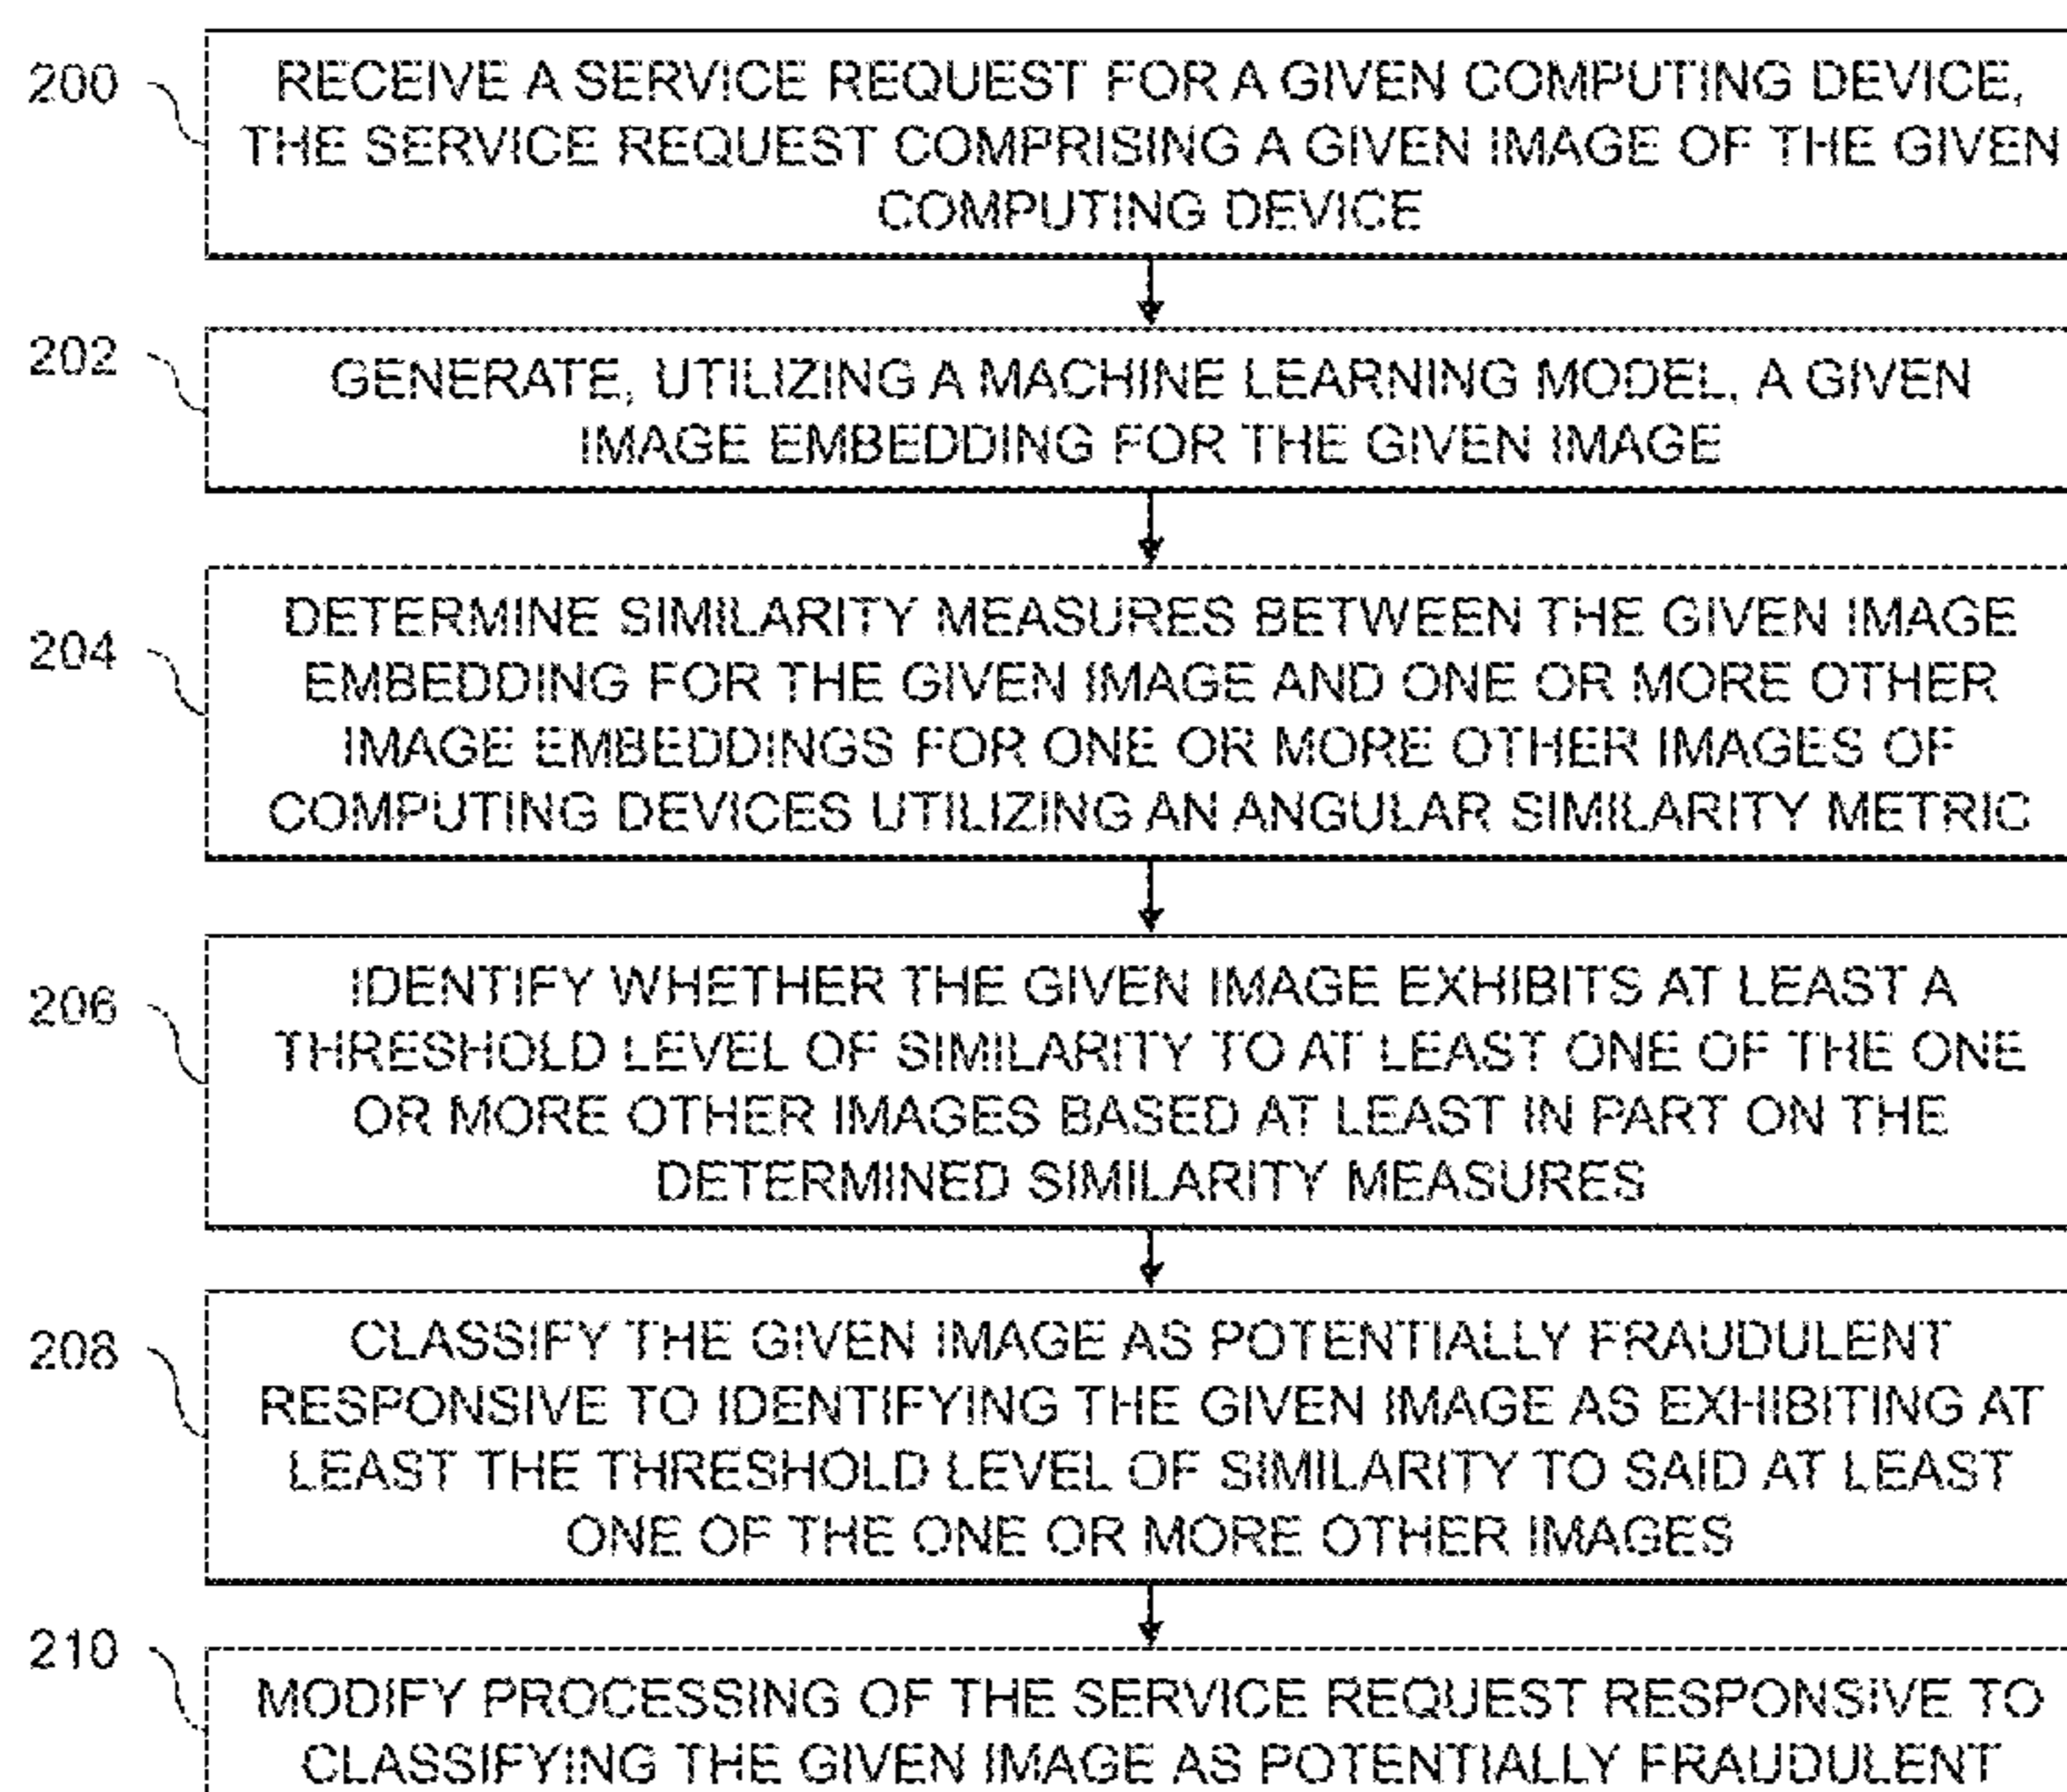 200
RECEIVE A SERVICE REQUEST FOR A GIVEN COMPUTING DEVICE,
THE SERVICE REQUEST COMPRISING A GIVEN IMAGE OF THE GIVEN
COMPUTING DEVICE
202
GENERATE, UTILIZING A MACHINE LEARNING MODEL, A GIVEN
IMAGE EMBEDDING FOR THE GIVEN IMAGE
204
DETERMINE SIMILARITY MEASURES BETWEEN THE GIVEN IMAGE
EMBEDDING FOR THE GIVEN IMAGE AND ONE OR MORE OTHER
IMAGE EMBEDDINGS FOR ONE OR MORE OTHER IMAGES OF
COMPUTING DEVICES UTILIZING AN ANGULAR SIMILARITY METRIC
206
IDENTIFY WHETHER THE GIVEN IMAGE EXHIBITS AT LEAST A
THRESHOLD LEVEL OF SIMILARITY TO AT LEAST ONE OF THE ONE
OR MORE OTHER IMAGES BASED AT LEAST IN PART ON THE
DETERMINED SIMILARITY MEASURES
208
CLASSIFY THE GIVEN IMAGE AS POTENTIALLY FRAUDULENT
RESPONSIVE TO IDENTIFYING THE GIVEN IMAGE AS EXHIBITING AT
LEAST THE THRESHOLD LEVEL OF SIMILARITY TO SAID AT LEAST
ONE OF THE ONE OR MORE OTHER IMAGES
210
MODIFY PROCESSING OF THE SERVICE REQUEST RESPONSIVE TO
CLASSIFYING THE GIVEN IMAGE AS POTENTIALLY FRAUDULENT